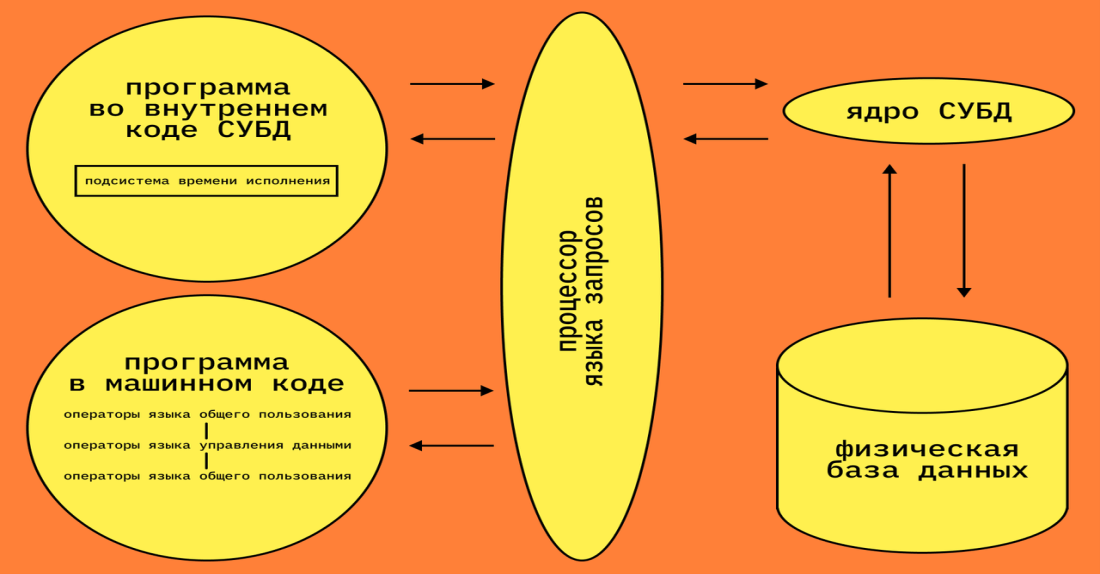 программа
во внутреннем
коде СУБД
подсистема времени исполнения
программа
в машинном коде
операторы языка общего пользования
операторы языка управления данными
операторы языка общего пользования
процессор
языка запросов
ядро СУБД
физическая
база данных